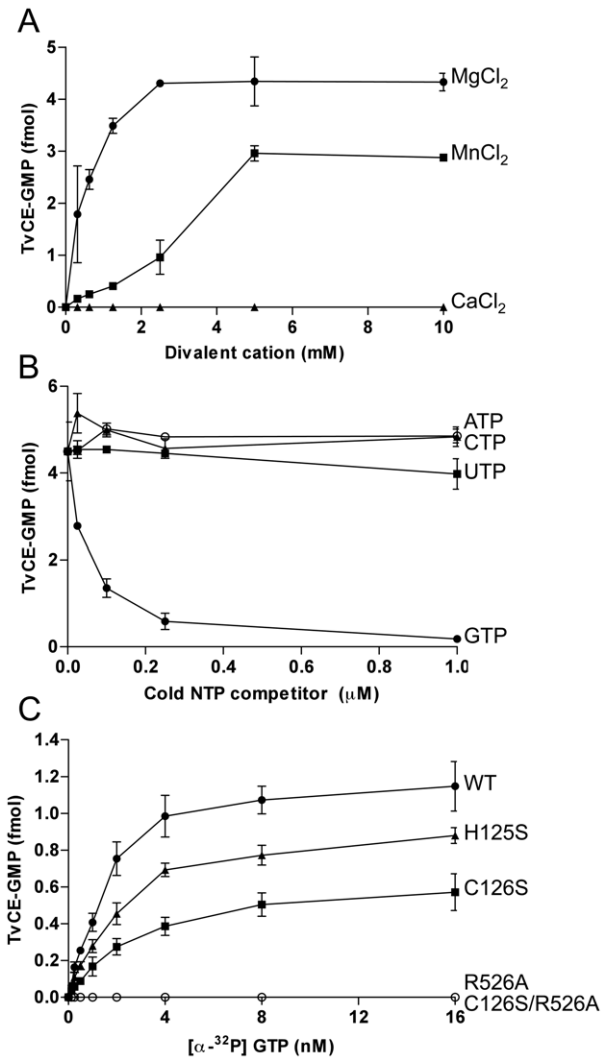 A
5
4
3
2
1
0
TvCE-GMP (fmol)
MgCl2
MnCl2
CaCl2
0 2 4 6 8 10
Divalent cation (mM)
B
6
4
2
0
TvCE-GMP (fmol)
ATP
CTP
UTP
GTP
0.0 0.2 0.4 0.6 0.8 1.0
Cold NTP competitor (μM)
C
1.4
1.2
1.0
0.8
0.6
0.4
0.2
0.0
TvCE-GMP (fmol)
WT
H125S
C126S
R526A
C126S/R526A
0 4 8 12 16
[α-³²P] GTP (nM)